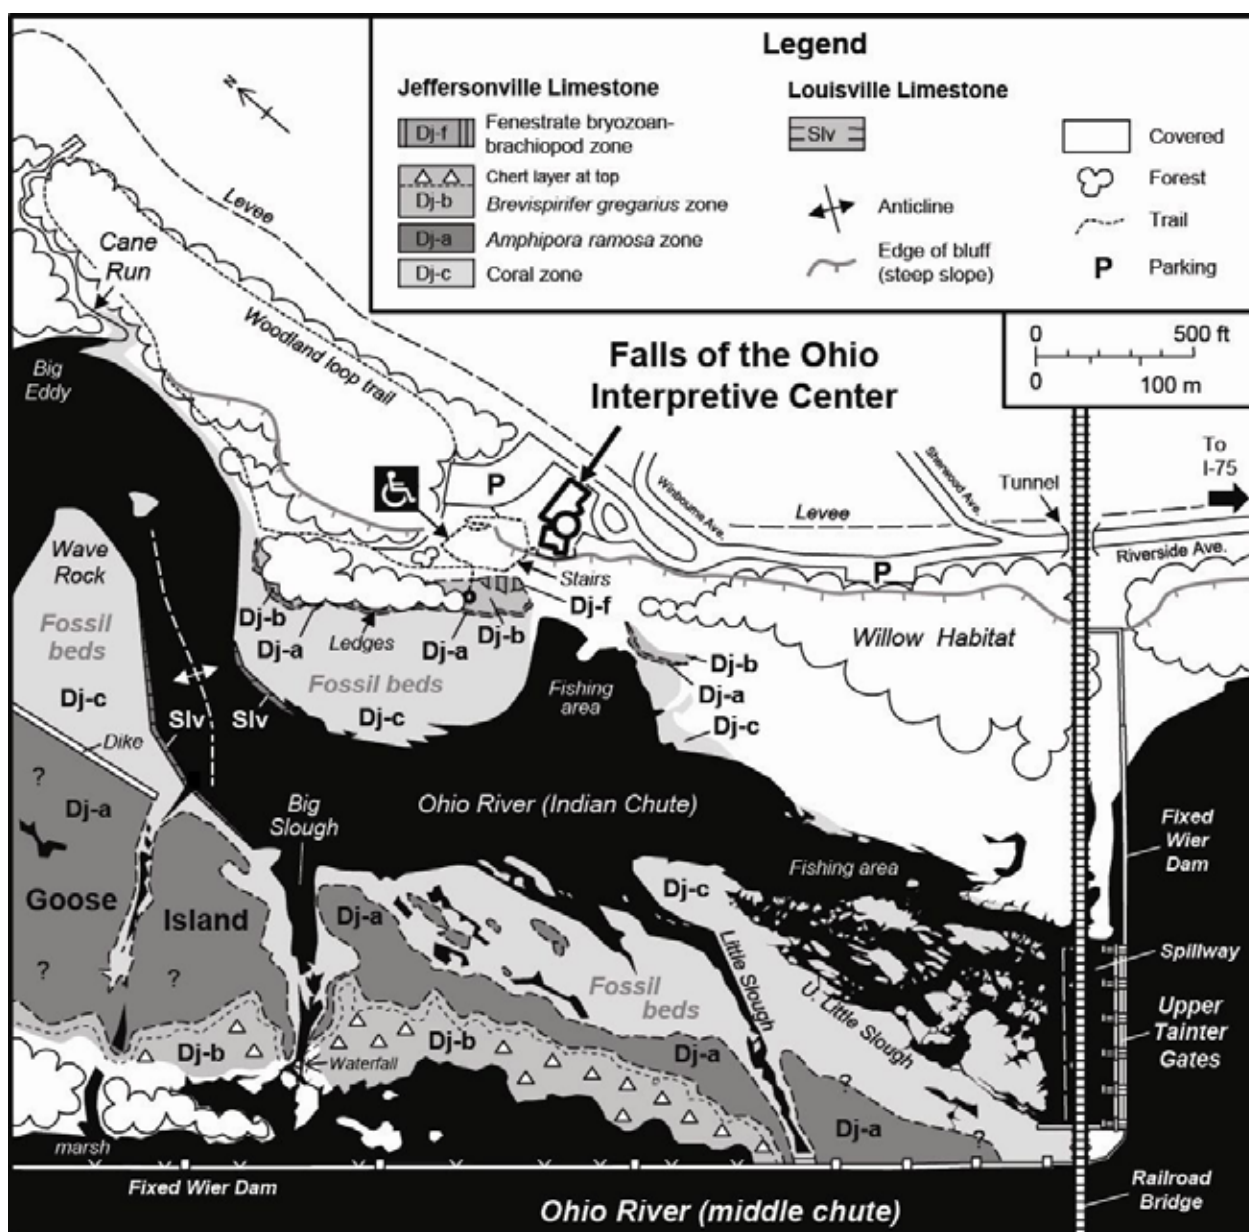 Legend
Jeffersonville Limestone
Dj-f
Fenestrate bryozoan-
brachiopod zone
Chert layer at top
Dj-b
Brevispirifer gregarius zone
Dj-a
Amphipora ramosa zone
Dj-c
Coral zone
Louisville Limestone
Slv
Anticline
Edge of bluff
(steep slope)
Covered
Forest
Trail
P
Parking
0
500 ft
0
100 m
N
Levee
Cane
Run
Woodland loop trail
Big
Eddy
Falls of the Ohio
Interpretive Center
P
Winbourne Ave.
Sherwood Ave.
Tunnel
To
I-75
Levee
Riverside Ave.
P
Stairs
Dj-f
Wave
Rock
Fossil
beds
Dj-c
Dj-b
Dj-a
Ledges
Dj-a
Dj-b
Fossil beds
Dj-c
Fishing
area
Willow Habitat
Dj-b
Dj-a
Dj-c
Slv
Slv
Dike
?
Dj-a
Big
Slough
Ohio River (Indian Chute)
Fishing area
Fixed
Wier
Dam
Goose
Island
?
?
Dj-a
Dj-c
Little Slough
U. Little Slough
Fossil
beds
Spillway
Upper
Tainter
Gates
Dj-b
Waterfall
Dj-b
Dj-a
?
Dj-a
?
marsh
Fixed Wier Dam
Ohio River (middle chute)
Railroad
Bridge